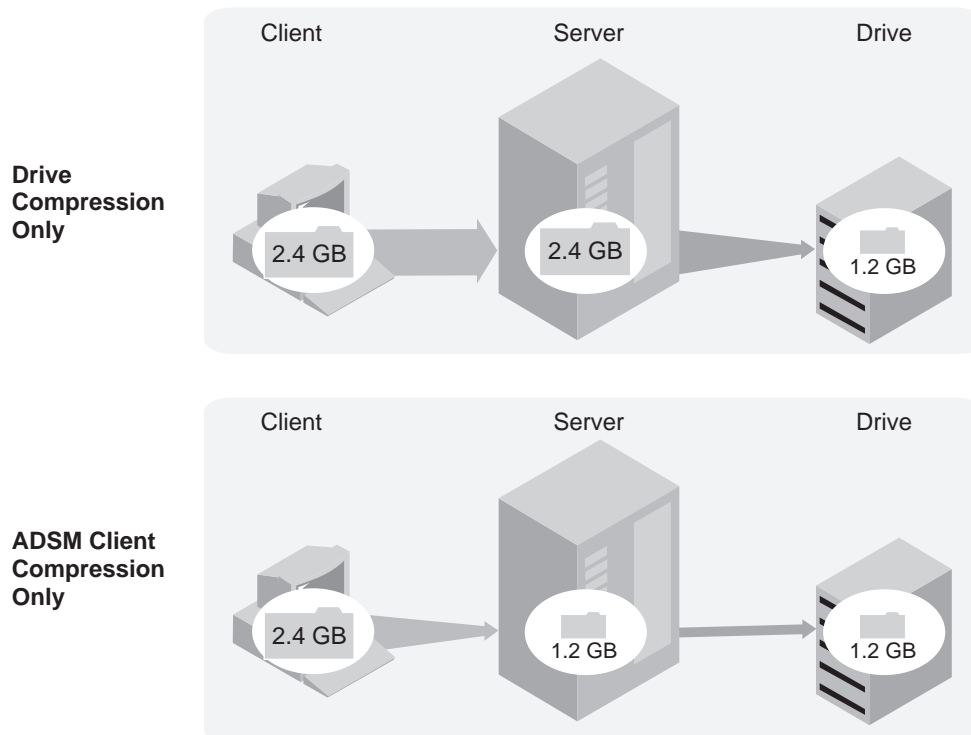 Client Server Drive
Drive
Compression
Only
2.4 GB 2.4 GB 1.2 GB
Client Server Drive
ADSM Client
Compression
Only
2.4 GB 1.2 GB 1.2 GB